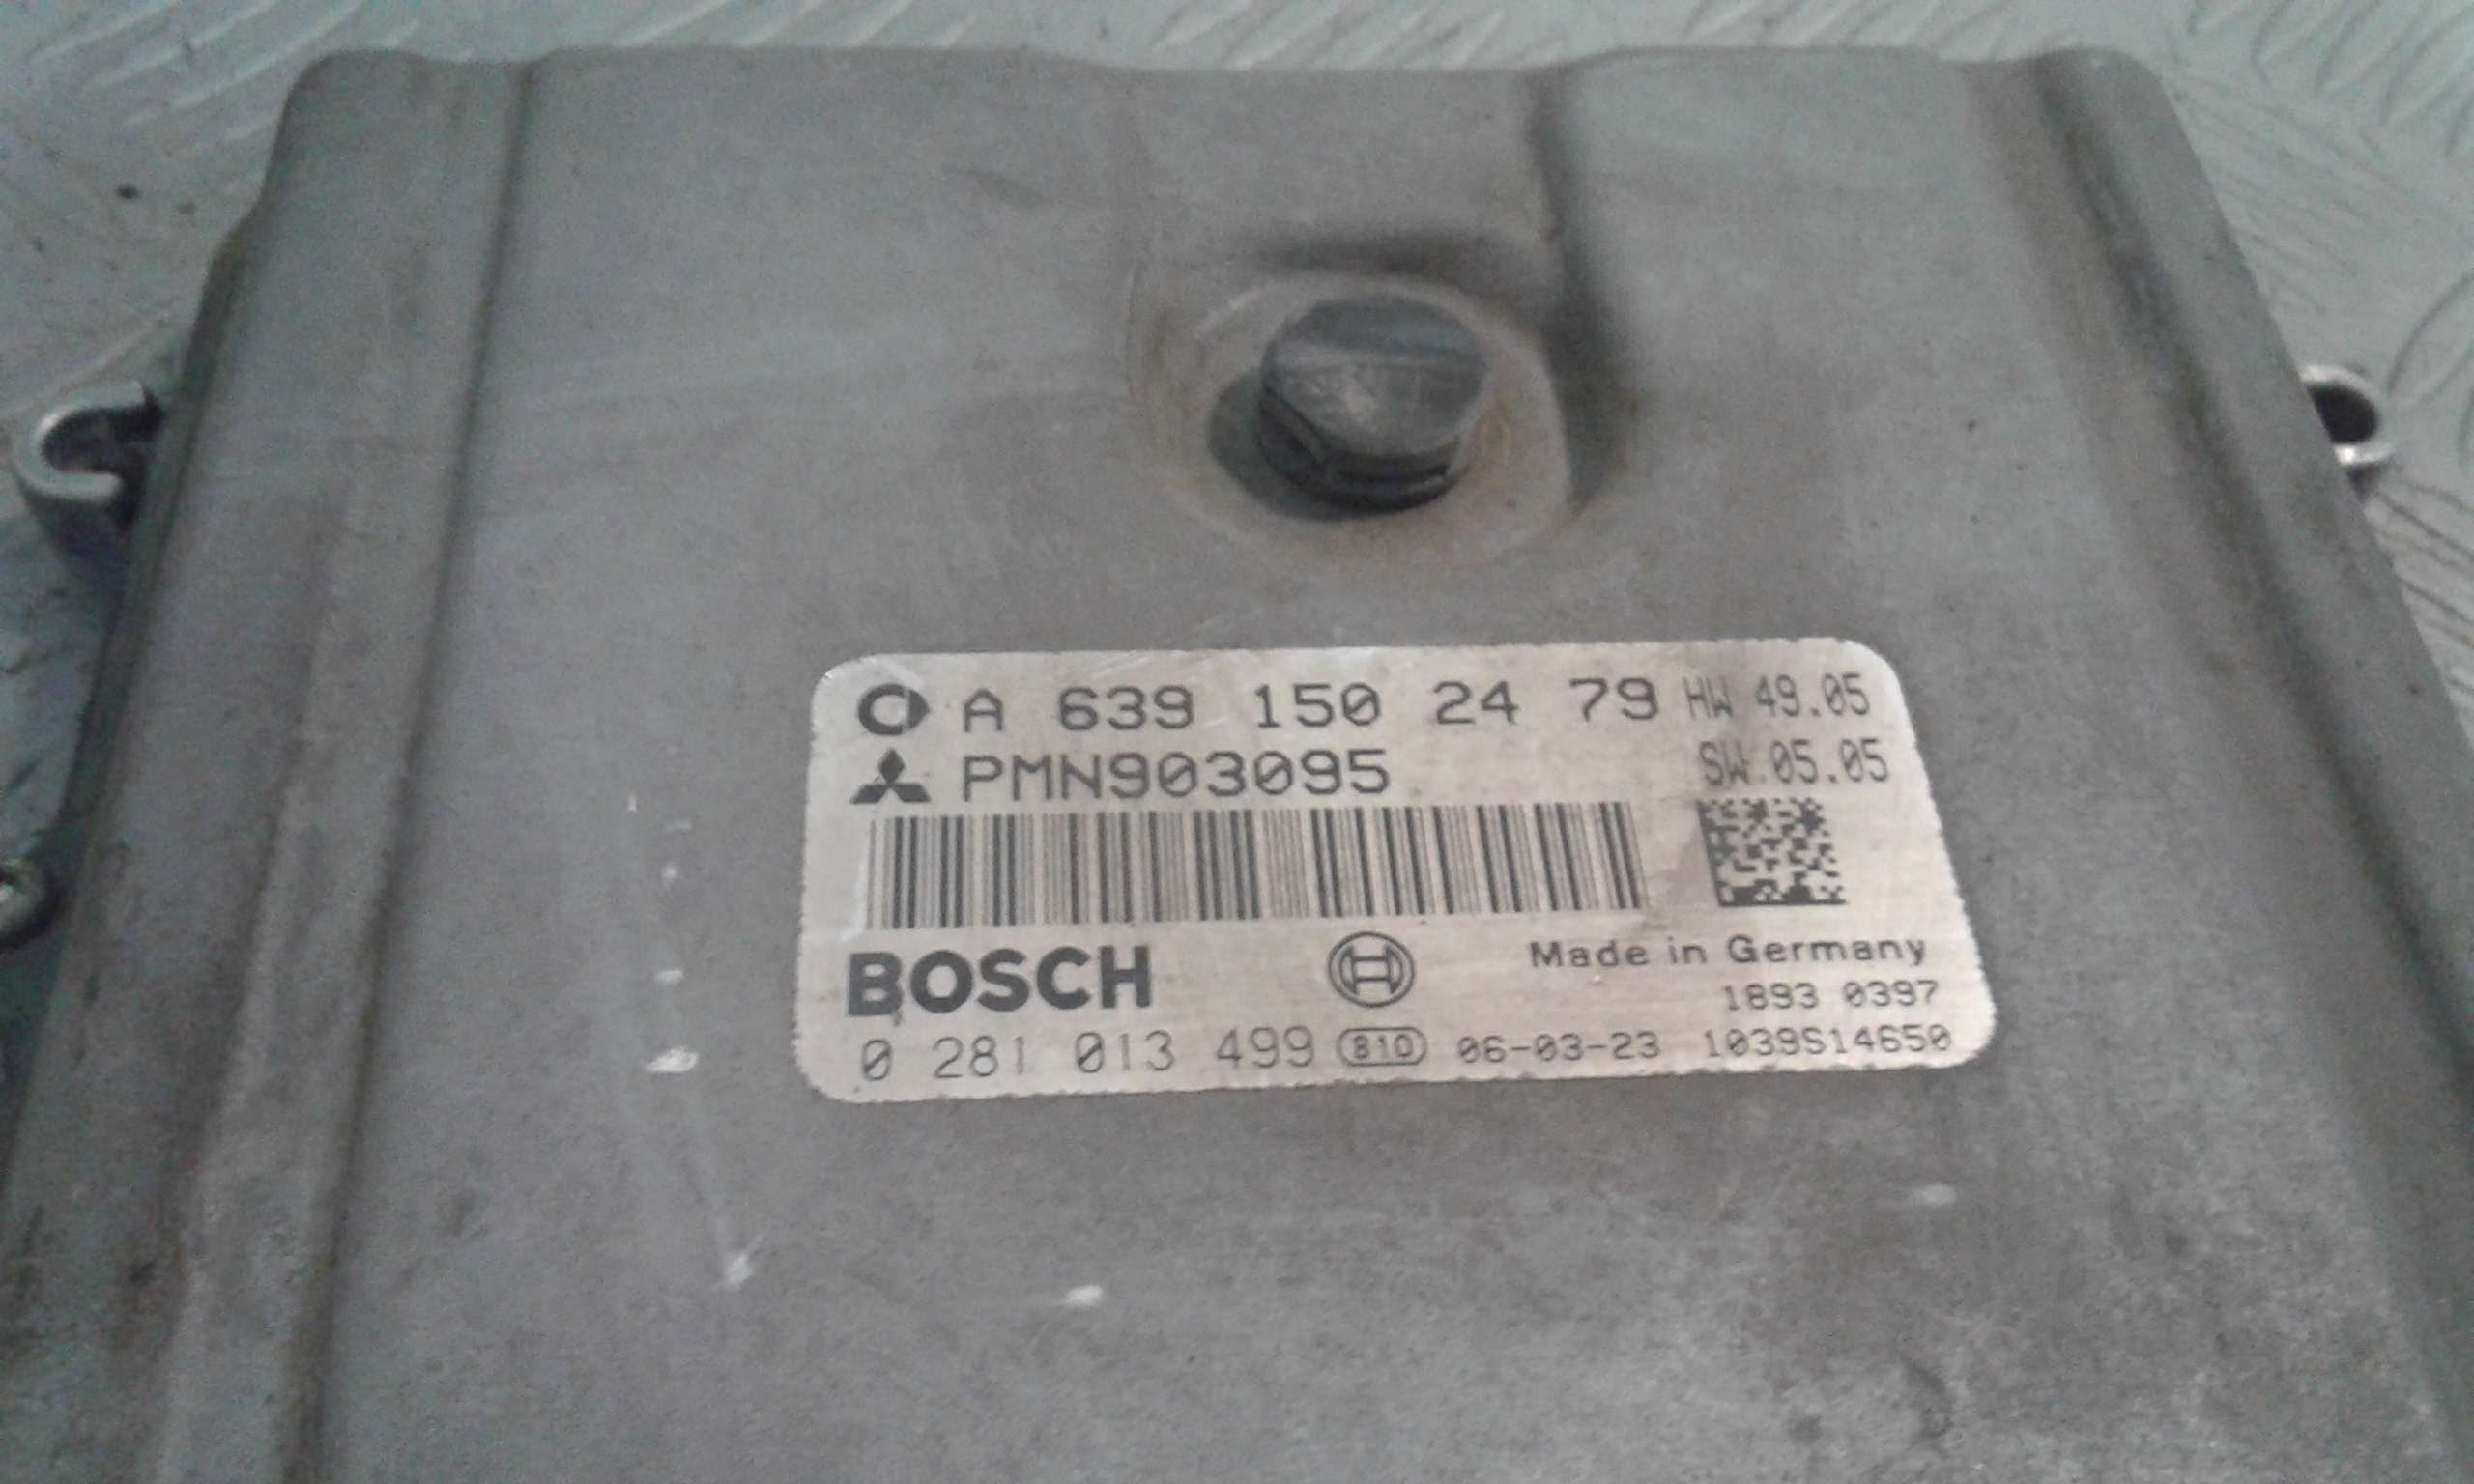 A 639 150 24 79 HW 49.05
PMN903095 SW 05.05
BOSCH Made in Germany
1893 0397
0 281 013 499 810 06-03-23 1039S14650